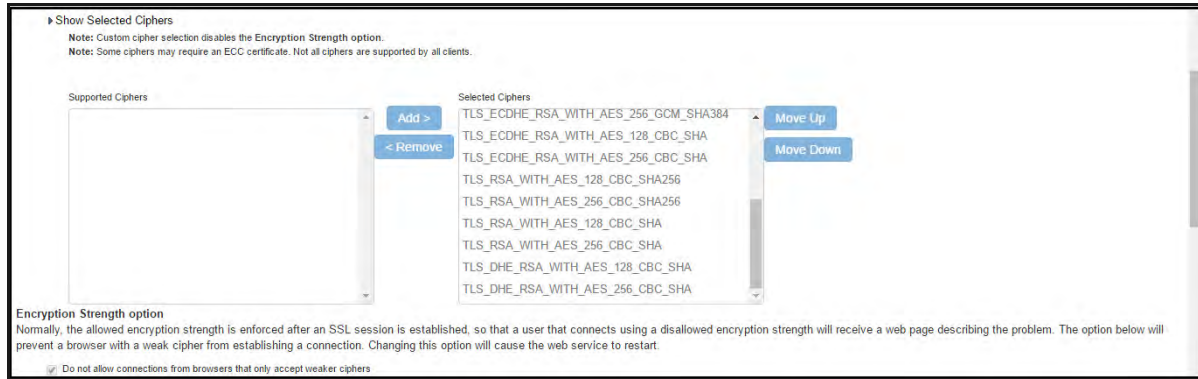 Show Selected Ciphers
Note: Custom cipher selection disables the Encryption Strength option.
Note: Some ciphers may require an ECC certificate. Not all ciphers are supported by all clients.
Supported Ciphers
Selected Ciphers
Add >
< Remove
TLS_ECDHE_RSA_WITH_AES_256_GCM_SHA384
TLS_ECDHE_RSA_WITH_AES_128_CBC_SHA
TLS_ECDHE_RSA_WITH_AES_256_CBC_SHA
TLS_RSA_WITH_AES_128_CBC_SHA256
TLS_RSA_WITH_AES_256_CBC_SHA256
TLS_RSA_WITH_AES_128_CBC_SHA
TLS_RSA_WITH_AES_256_CBC_SHA
TLS_DHE_RSA_WITH_AES_128_CBC_SHA
TLS_DHE_RSA_WITH_AES_256_CBC_SHA
Move Up
Move Down
Encryption Strength option
Normally, the allowed encryption strength is enforced after an SSL session is established, so that a user that connects using a disallowed encryption strength will receive a web page describing the problem. The option below will
prevent a browser with a weak cipher from establishing a connection. Changing this option will cause the web service to restart.
Do not allow connections from browsers that only accept weaker ciphers